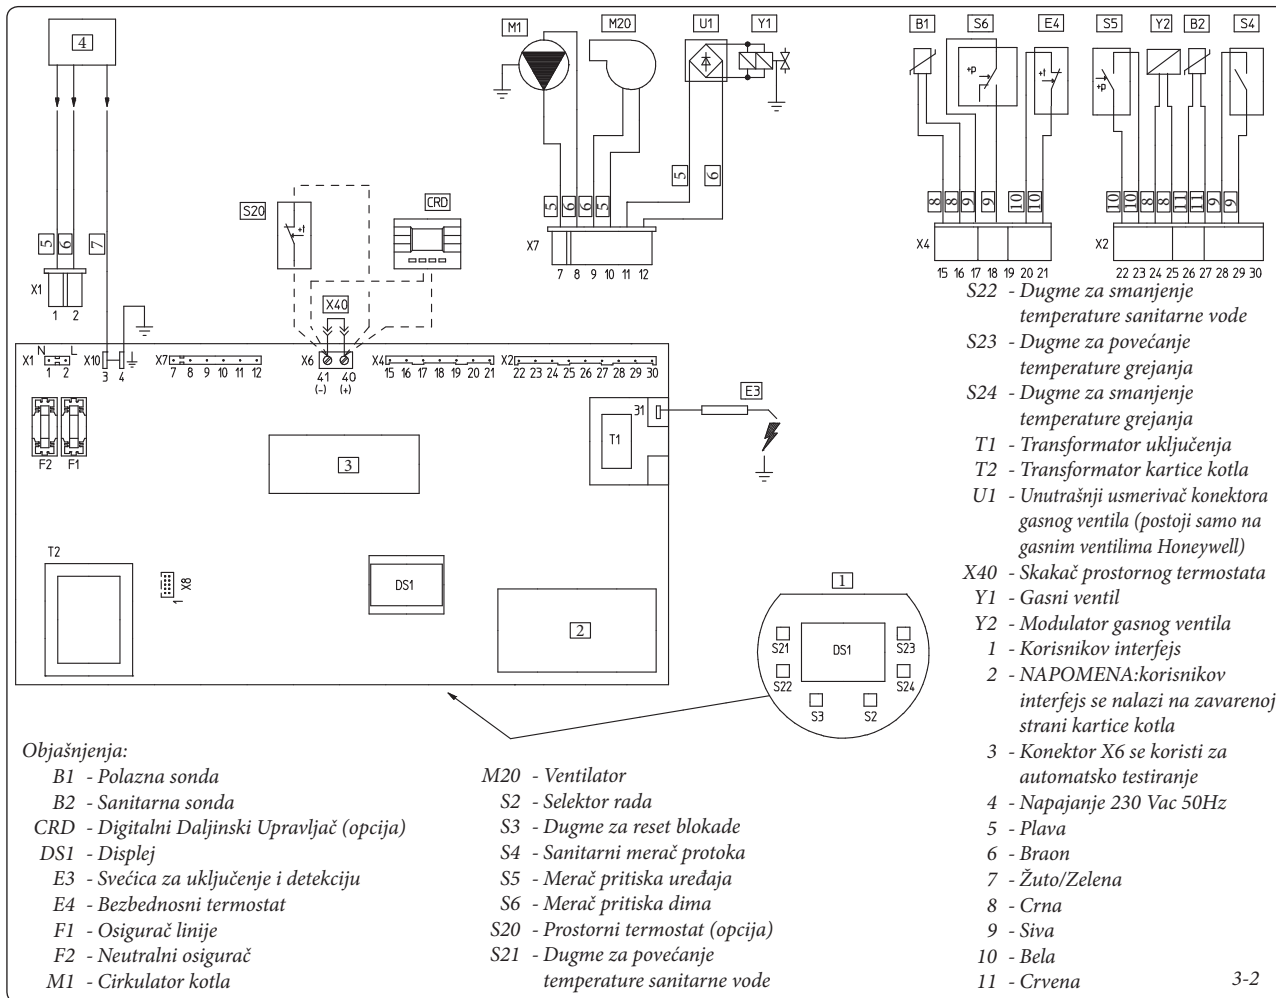 4
M1
M20
U1
Y1
B1
S6
E4
S5
Y2
B2
S4
+p
+t
+p
5
6
7
S20
+t
CRD
5
6
6
5
5
6
8
8
9
9
10
10
10
10
8
8
11
11
9
9
X1
1 2
X7
7 8 9 10 11 12
X4
15 16 17 18 19 20 21
X2
22 23 24 25 26 27 28 29 30
X40
X1 N L
1 2
X10
3 4
X7
7 8 9 10 11 12
X6
41 40
(-) (+)
X4
15 16 17 18 19 20 21
X2
22 23 24 25 26 27 28 29 30
F2 F1
3
T1
31
E3
T2
X8
1
DS1
2
1
S21
DS1
S23
S22
S24
S3
S2
Objašnjenja:
B1 - Polazna sonda
B2 - Sanitarna sonda
CRD - Digitalni Daljinski Upravljač (opcija)
DS1 - Displej
E3 - Svećica za uključenje i detekciju
E4 - Bezbednosni termostat
F1 - Osigurač linije
F2 - Neutralni osigurač
M1 - Cirkulator kotla
M20 - Ventilator
S2 - Selektor rada
S3 - Dugme za reset blokade
S4 - Sanitarni merač protoka
S5 - Merač pritiska uređaja
S6 - Merač pritiska dima
S20 - Prostorni termostat (opcija)
S21 - Dugme za povećanje
temperature sanitarne vode
S22 - Dugme za smanjenje
temperature sanitarne vode
S23 - Dugme za povećanje
temperature grejanja
S24 - Dugme za smanjenje
temperature grejanja
T1 - Transformator uključenja
T2 - Transformator kartice kotla
U1 - Unutrašnji usmerivač konektora
gasnog ventila (postoji samo na
gasnim ventilima Honeywell)
X40 - Skakač prostornog termostata
Y1 - Gasni ventil
Y2 - Modulator gasnog ventila
1 - Korisnikov interfejs
2 - NAPOMENA:korisnikov
interfejs se nalazi na zavarenoj
strani kartice kotla
3 - Konektor X6 se koristi za
automatsko testiranje
4 - Napajanje 230 Vac 50Hz
5 - Plava
6 - Braon
7 - Žuto/Zelena
8 - Crna
9 - Siva
10 - Bela
11 - Crvena
3-2